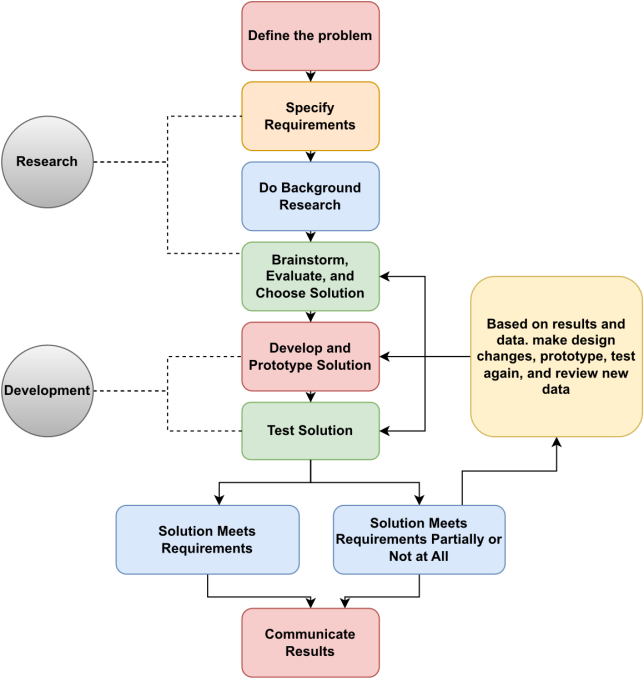 Define the problem
Specify
Requirements
Research
Do Background
Research
Brainstorm,
Evaluate, and
Choose Solution
Based on results and
data. make design
changes, prototype, test
again, and review new
data
Develop and
Prototype Solution
Development
Test Solution
Solution Meets
Requirements
Solution Meets
Requirements Partially or
Not at All
Communicate
Results